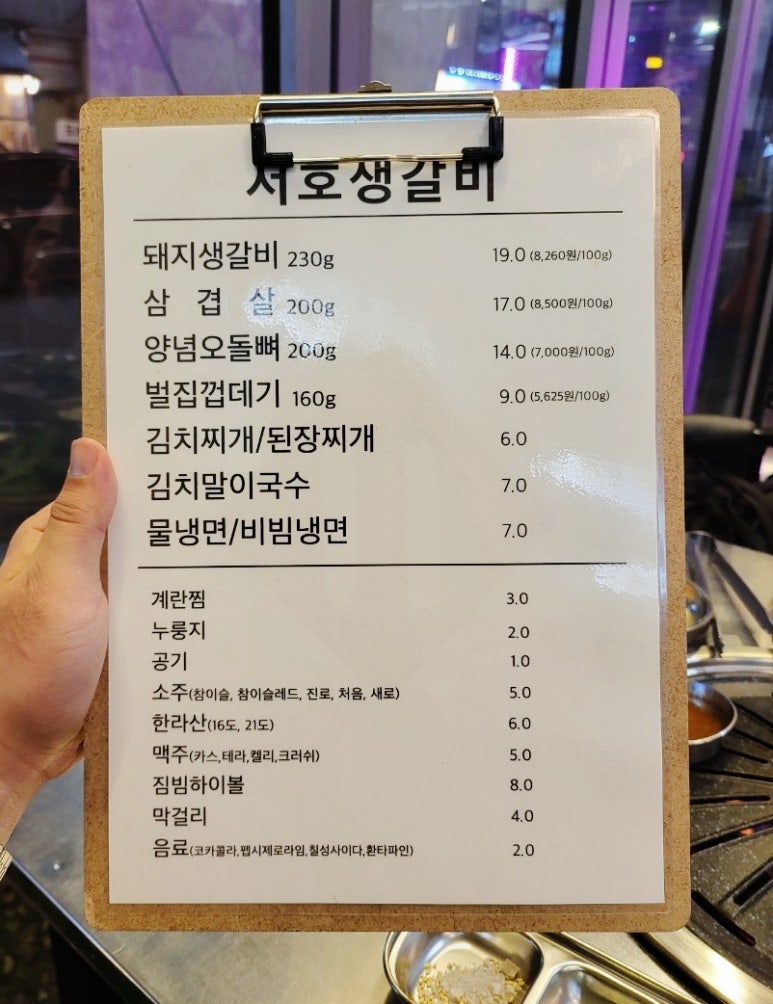 서호생갈비
돼지생갈비 230g 19.0 (8,260원/100g)
삼 겹 살 200g 17.0 (8,500원/100g)
양념오돌뼈 200g 14.0 (7,000원/100g)
벌집껍데기 160g 9.0 (5,625원/100g)
김치찌개/된장찌개 6.0
김치말이국수 7.0
물냉면/비빔냉면 7.0
계란찜 3.0
누룽지 2.0
공기 1.0
소주(참이슬, 참이슬레드, 진로, 처음, 새로) 5.0
한라산(16도, 21도) 6.0
맥주(카스,테라,켈리,크러쉬) 5.0
짐빔하이볼 8.0
막걸리 4.0
음료(코카콜라,펩시제로라임,칠성사이다,환타파인) 2.0